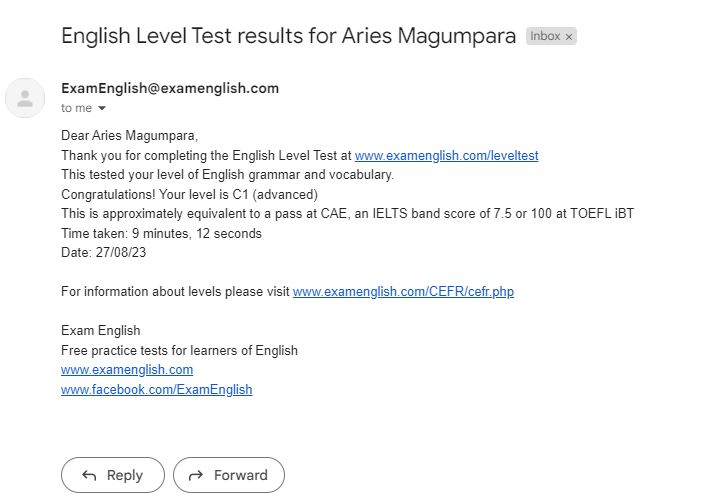 English Level Test results for Aries Magumpara Inbox ×
ExamEnglish@examenglish.com
to me
Dear Aries Magumpara,
Thank you for completing the English Level Test at www.examenglish.com/leveltest
This tested your level of English grammar and vocabulary.
Congratulations! Your level is C1 (advanced)
This is approximately equivalent to a pass at CAE, an IELTS band score of 7.5 or 100 at TOEFL iBT
Time taken: 9 minutes, 12 seconds
Date: 27/08/23
For information about levels please visit www.examenglish.com/CEFR/cefr.php
Exam English
Free practice tests for learners of English
www.examenglish.com
www.facebook.com/ExamEnglish
Reply Forward